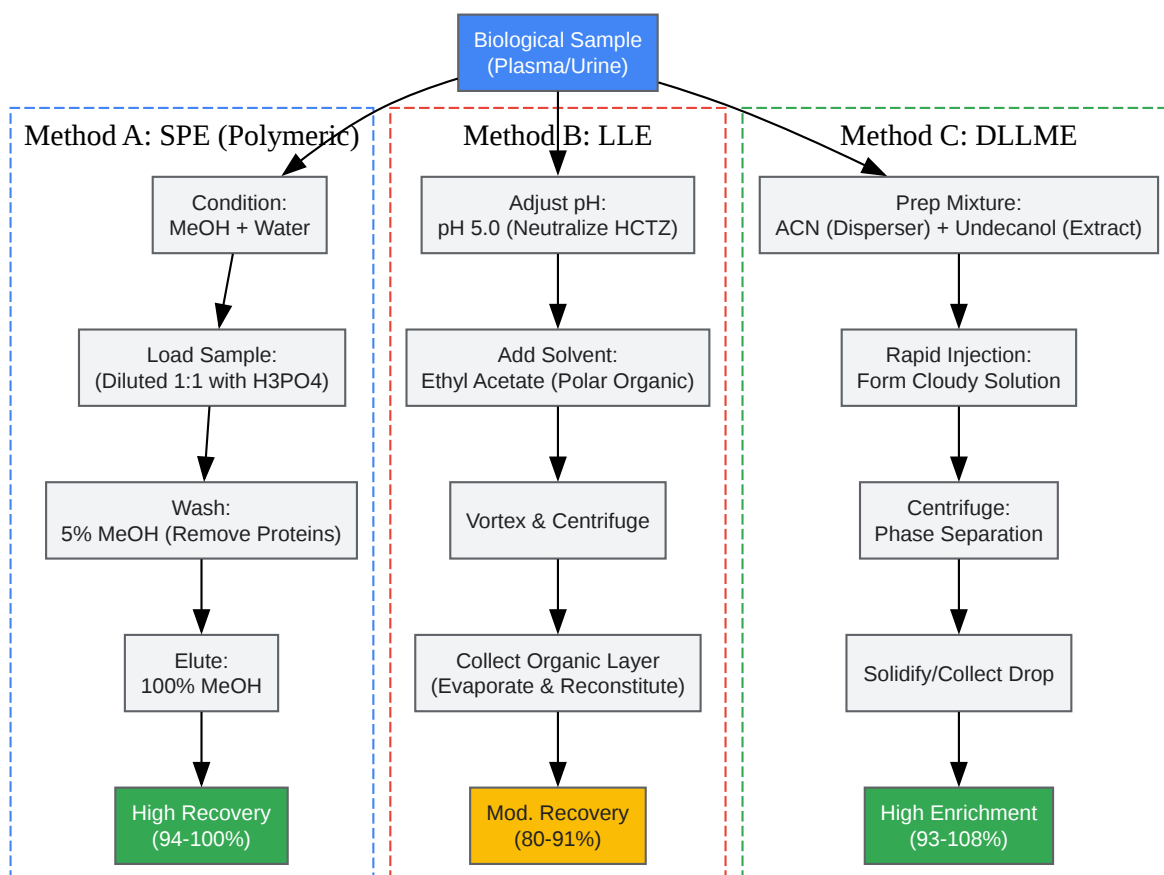 Biological Sample
(Plasma/Urine)
Method A: SPE (Polymeric)
Condition:
MeOH + Water
Load Sample:
(Diluted 1:1 with H3PO4)
Wash:
5% MeOH (Remove Proteins)
Elute:
100% MeOH
High Recovery
(94-100%)
Method B: LLE
Adjust pH:
pH 5.0 (Neutralize HCTZ)
Add Solvent:
Ethyl Acetate (Polar Organic)
Vortex & Centrifuge
Collect Organic Layer
(Evaporate & Reconstitute)
Mod. Recovery
(80-91%)
Method C: DLLME
Prep Mixture:
ACN (Disperser) + Undecanol (Extract)
Rapid Injection:
Form Cloudy Solution
Centrifuge:
Phase Separation
Solidify/Collect Drop
High Enrichment
(93-108%)